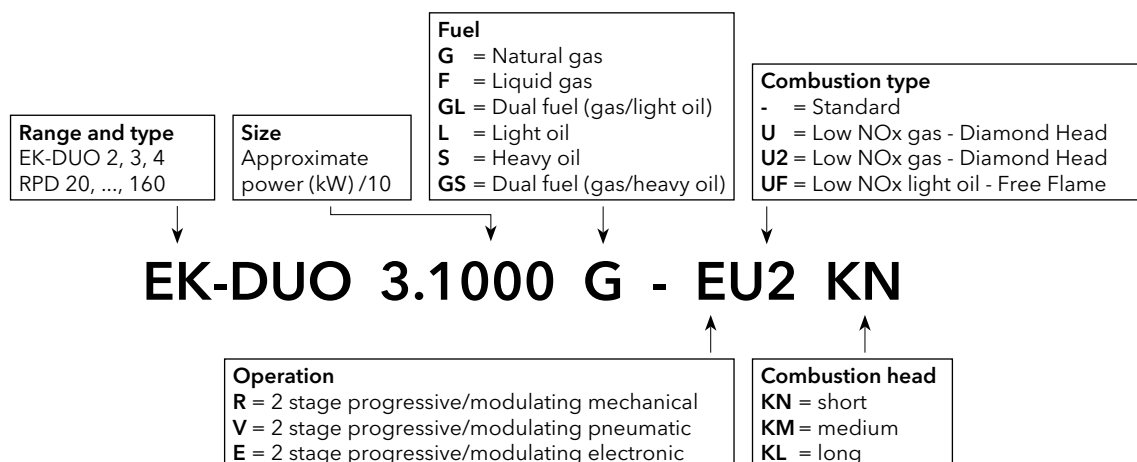 Fuel
G = Natural gas
F = Liquid gas
GL = Dual fuel (gas/light oil)
L = Light oil
S = Heavy oil
GS = Dual fuel (gas/heavy oil)
Combustion type
- = Standard
U = Low NOx gas - Diamond Head
U2 = Low NOx gas - Diamond Head
UF = Low NOx light oil - Free Flame
Range and type
EK-DUO 2, 3, 4
RPD 20, ..., 160
Size
Approximate
power (kW) /10
EK-DUO 3.1000 G - EU2 KN
Operation
R = 2 stage progressive/modulating mechanical
V = 2 stage progressive/modulating pneumatic
E = 2 stage progressive/modulating electronic
Combustion head
KN = short
KM = medium
KL = long